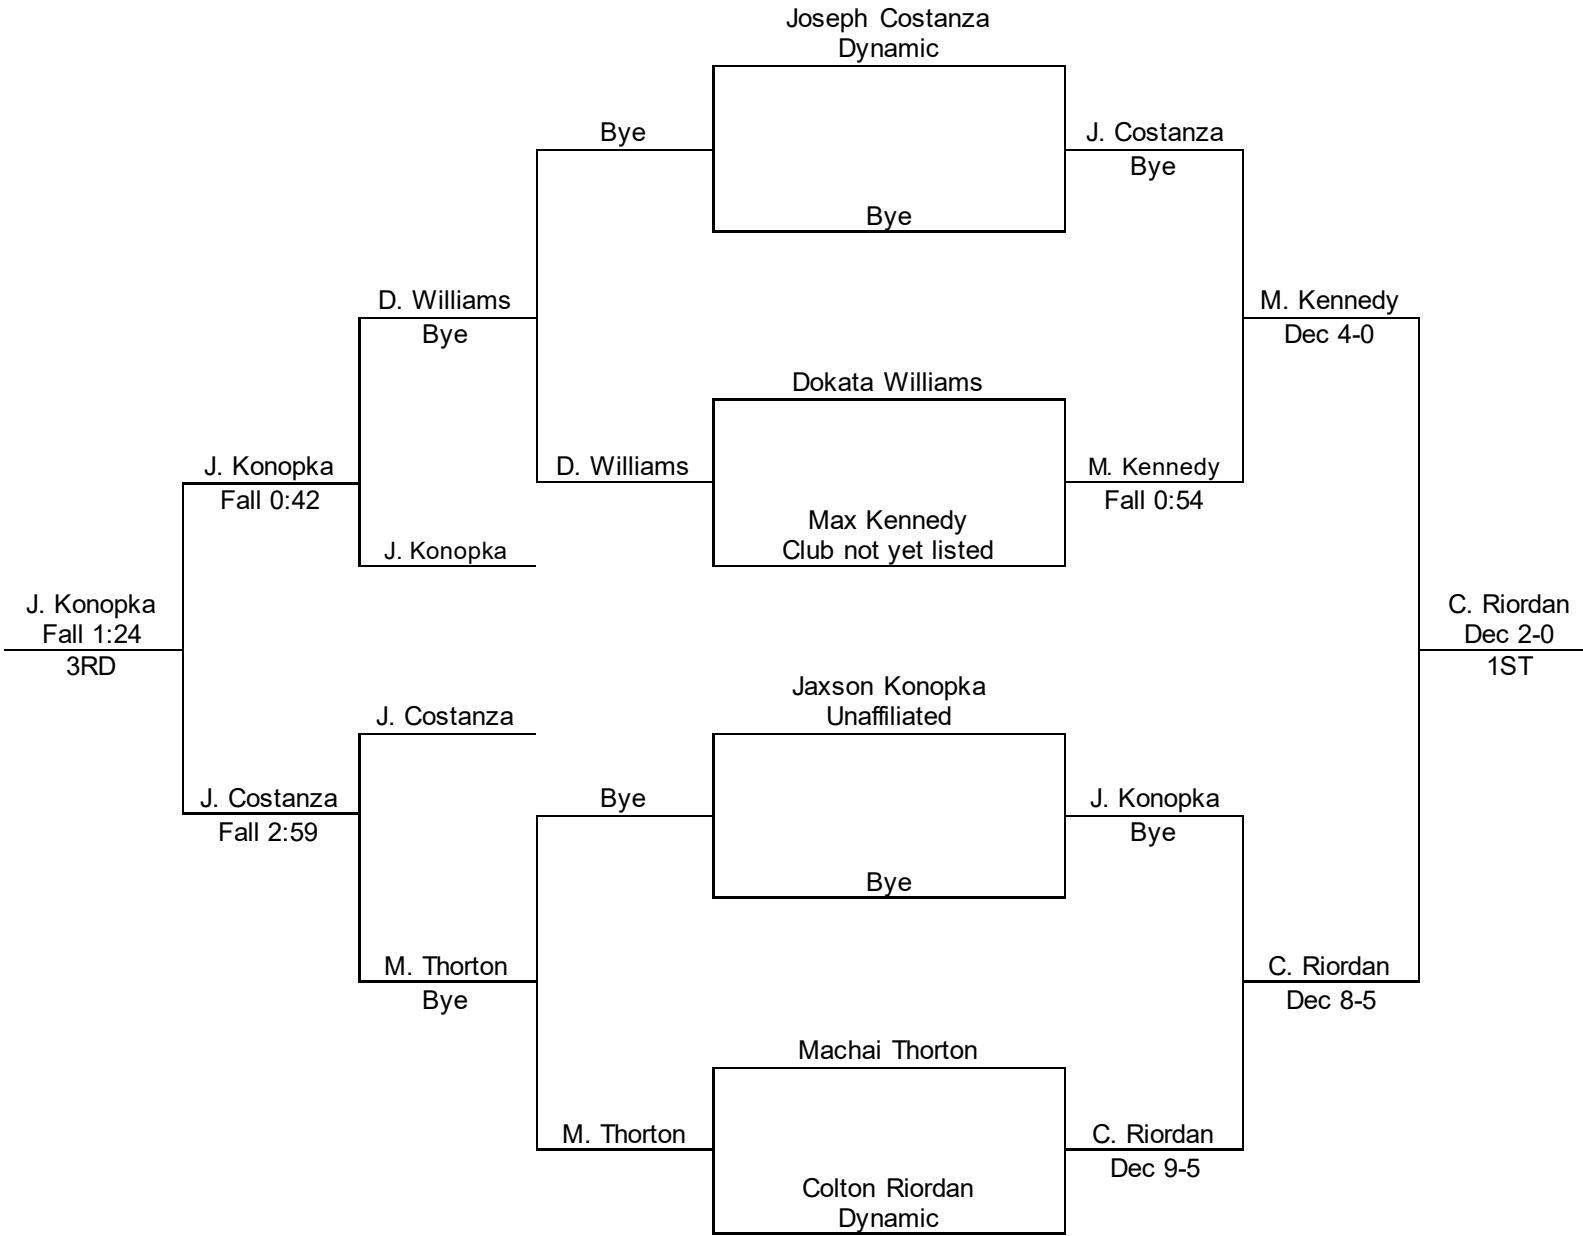 Joseph Costanza
Dynamic
Bye
J. Costanza
Bye
Bye
D. Williams
Bye
M. Kennedy
Dec 4-0
Dokata Williams
J. Konopka
Fall 0:42
D. Williams
M. Kennedy
Fall 0:54
Max Kennedy
Club not yet listed
J. Konopka
J. Konopka
Fall 1:24
3RD
C. Riordan
Dec 2-0
1ST
Jaxson Konopka
Unaffiliated
J. Costanza
J. Costanza
Fall 2:59
Bye
J. Konopka
Bye
Bye
M. Thorton
Bye
C. Riordan
Dec 8-5
Machai Thorton
M. Thorton
C. Riordan
Dec 9-5
Colton Riordan
Dynamic